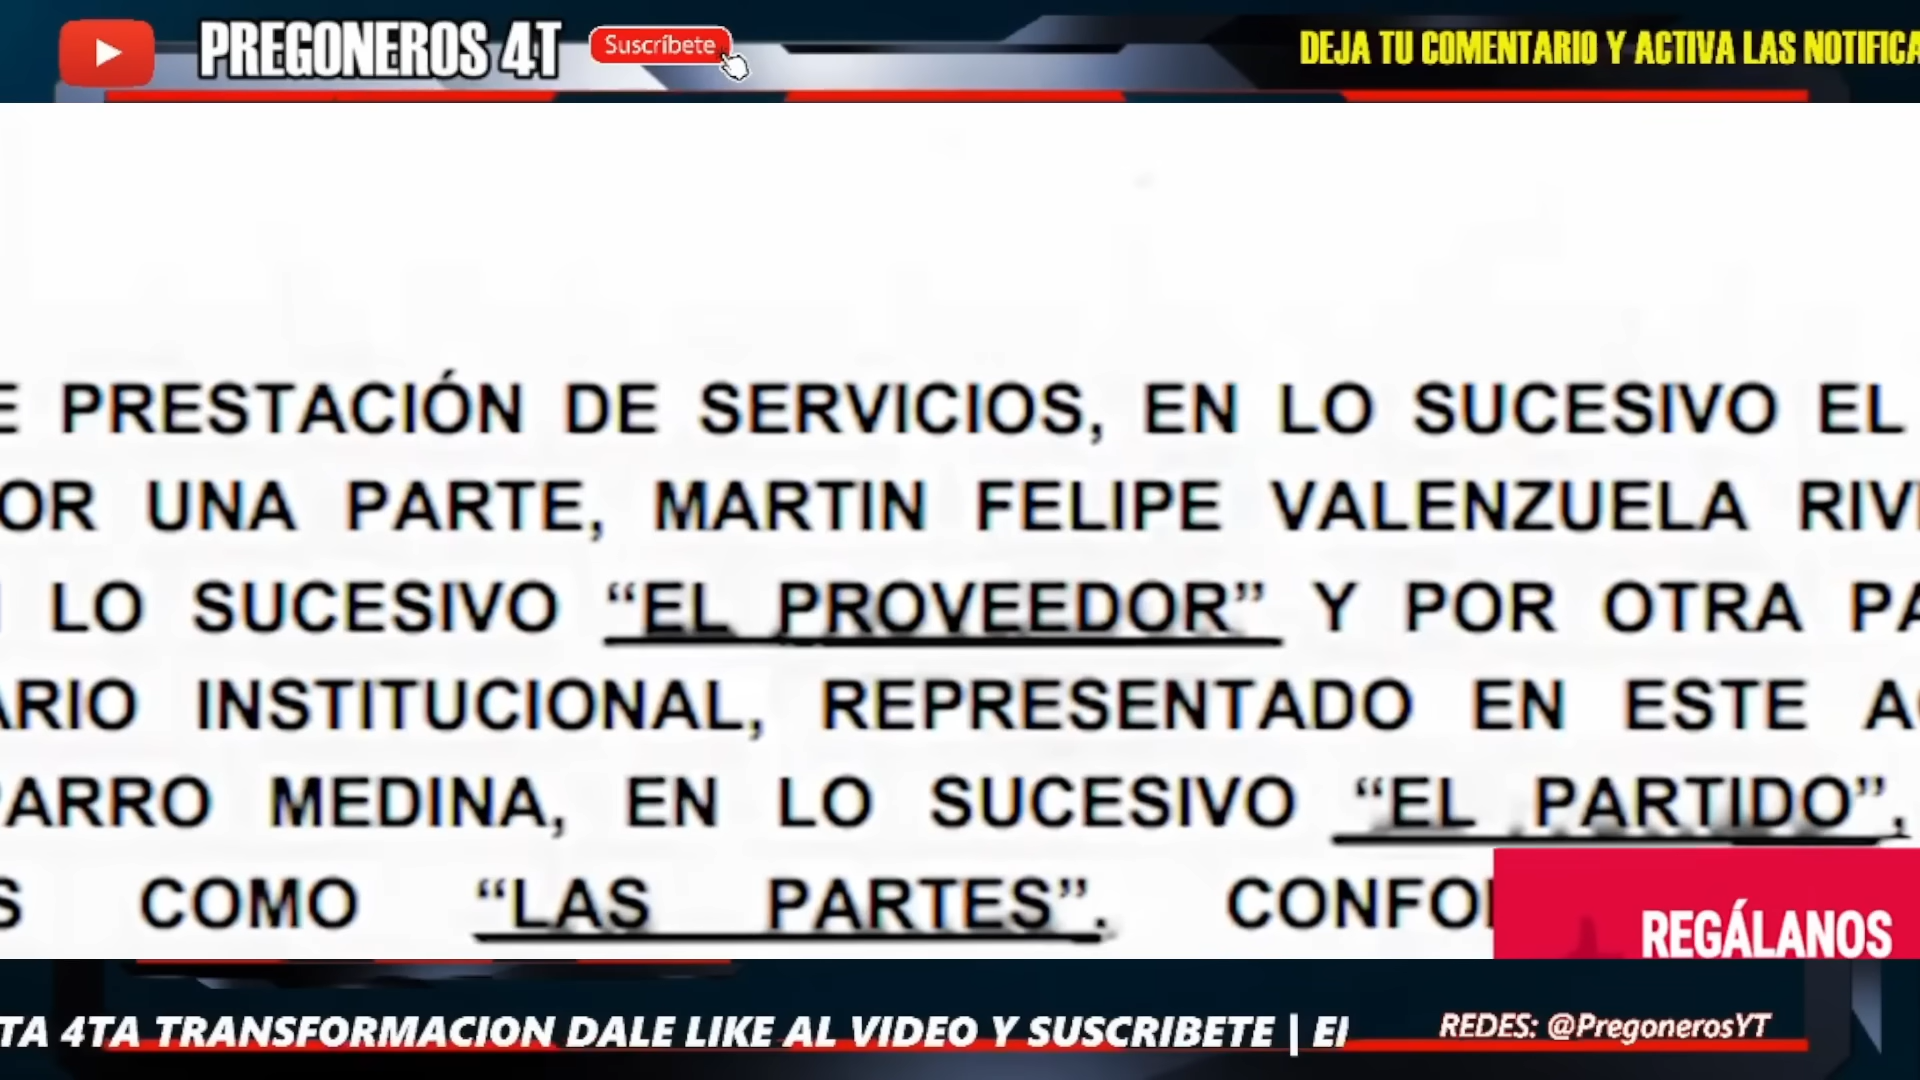 PREGONEROS 4T
Suscríbete
DEJA TU COMENTARIO Y ACTIVA LAS NOTIFICA
E PRESTACIÓN DE SERVICIOS, EN LO SUCESIVO EL
OR UNA PARTE, MARTIN FELIPE VALENZUELA RIV
LO SUCESIVO “EL PROVEEDOR” Y POR OTRA PA
ARIO INSTITUCIONAL, REPRESENTADO EN ESTE A
PARRO MEDINA, EN LO SUCESIVO “EL PARTIDO”.
S COMO “LAS PARTES”. CONFO
REGÁLANOS
TA 4TA TRANSFORMACION DALE LIKE AL VIDEO Y SUSCRIBETE | El
REDES: @PregonerosYT